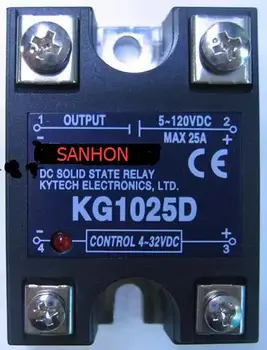 OUTPUT 5~120VDC
1 - + 2
MAX 25A
SANHON
CE
DC SOLID STATE RELAY
KYTECH ELECTRONICS, LTD.
KG1025D
- CONTROL 4~32VDC +
4 3